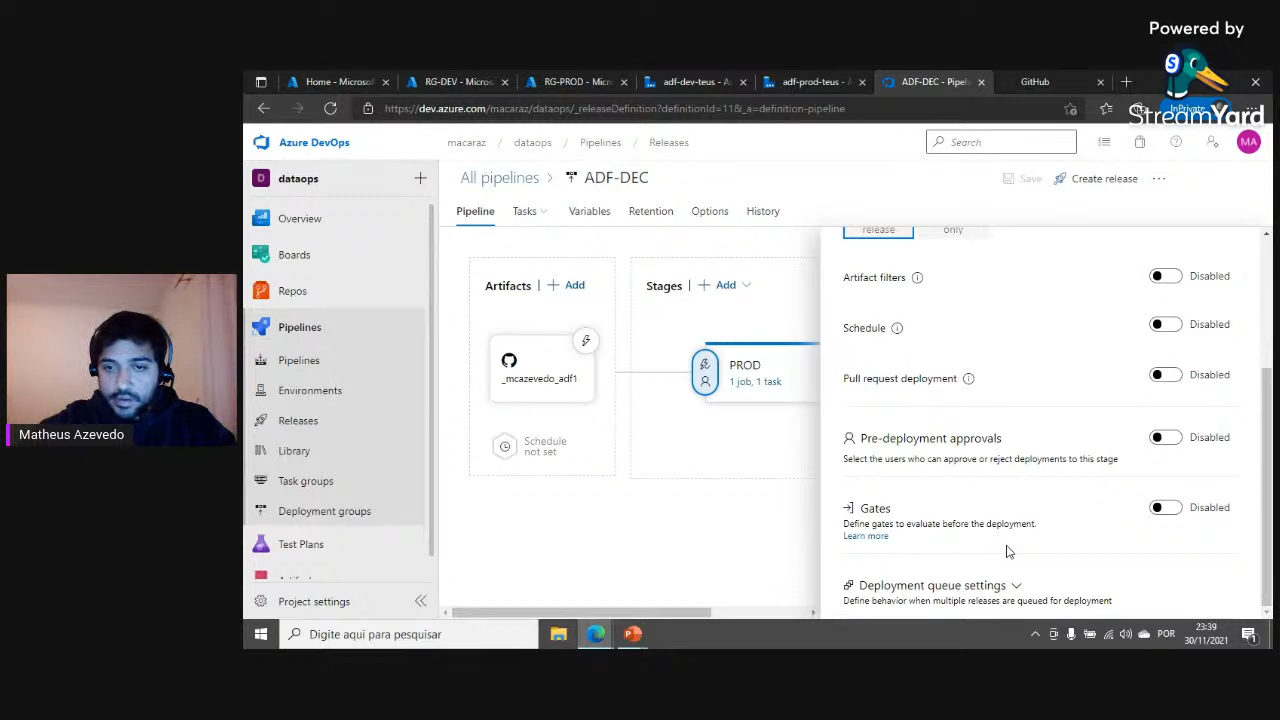 Powered by
StreamYard
Home - Microsof
RG-DEV - Micros
RG-PROD - Micro
adf-dev-teus - A
adf-prod-teus - A
ADF-DEC - Pipeli
GitHub
https://dev.azure.com/macaraz/dataops/_releaseDefinition?definitionId=11&_a=definition-pipeline
InPrivate
Azure DevOps
macaraz / dataops / Pipelines / Releases
Search
MA
D dataops
All pipelines > ADF-DEC
Save
Create release
Pipeline
Tasks
Variables
Retention
Options
History
Overview
Boards
Repos
Pipelines
Pipelines
Environments
Releases
Library
Task groups
Deployment groups
Test Plans
Project settings
Artifacts | + Add
_mcazevedo_adf1
Schedule
not set
Stages | + Add
PROD
1 job, 1 task
release
only
Artifact filters
Disabled
Schedule
Disabled
Pull request deployment
Disabled
Pre-deployment approvals
Disabled
Select the users who can approve or reject deployments to this stage
Gates
Disabled
Define gates to evaluate before the deployment.
Learn more
Deployment queue settings
Define behavior when multiple releases are queued for deployment
Matheus Azevedo
Digite aqui para pesquisar
POR
23:39
30/11/2021
1